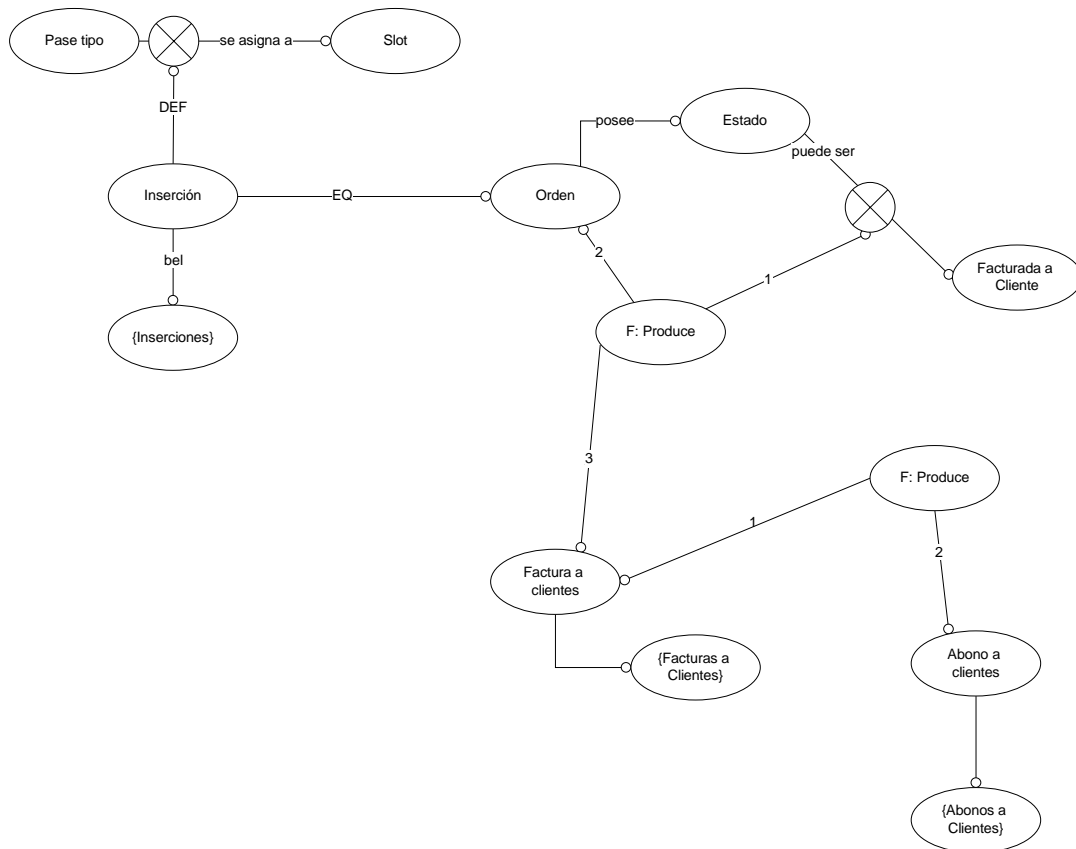 Pase tipo
se asigna a
Slot
DEF
posee
Estado
puede ser
Inserción
EQ
Orden
bel
2
1
Facturada a
Cliente
{Inserciones}
F: Produce
3
F: Produce
1
2
Factura a
clientes
{Facturas a
Clientes}
Abono a
clientes
{Abonos a
Clientes}